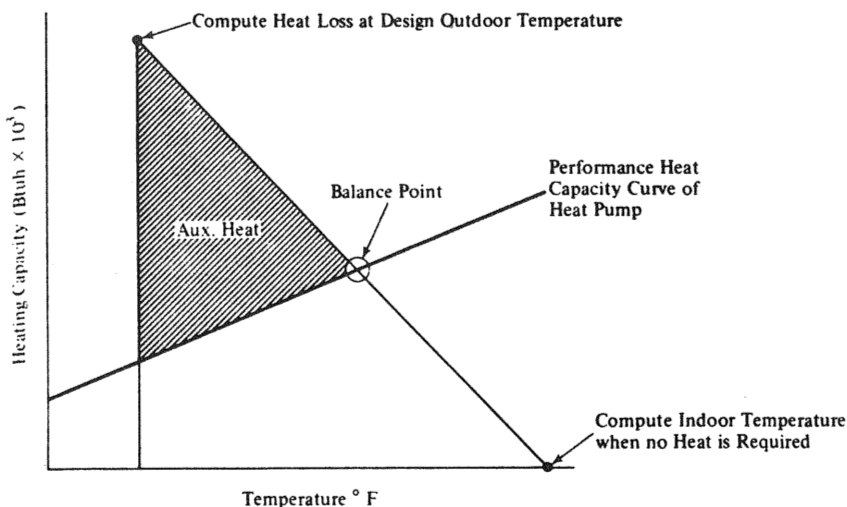 Compute Heat Loss at Design Outdoor Temperature
Heating Capacity (Btuh × 10³)
Performance Heat
Capacity Curve of
Heat Pump
Balance Point
Aux. Heat
Compute Indoor Temperature
when no Heat is Required
Temperature ° F